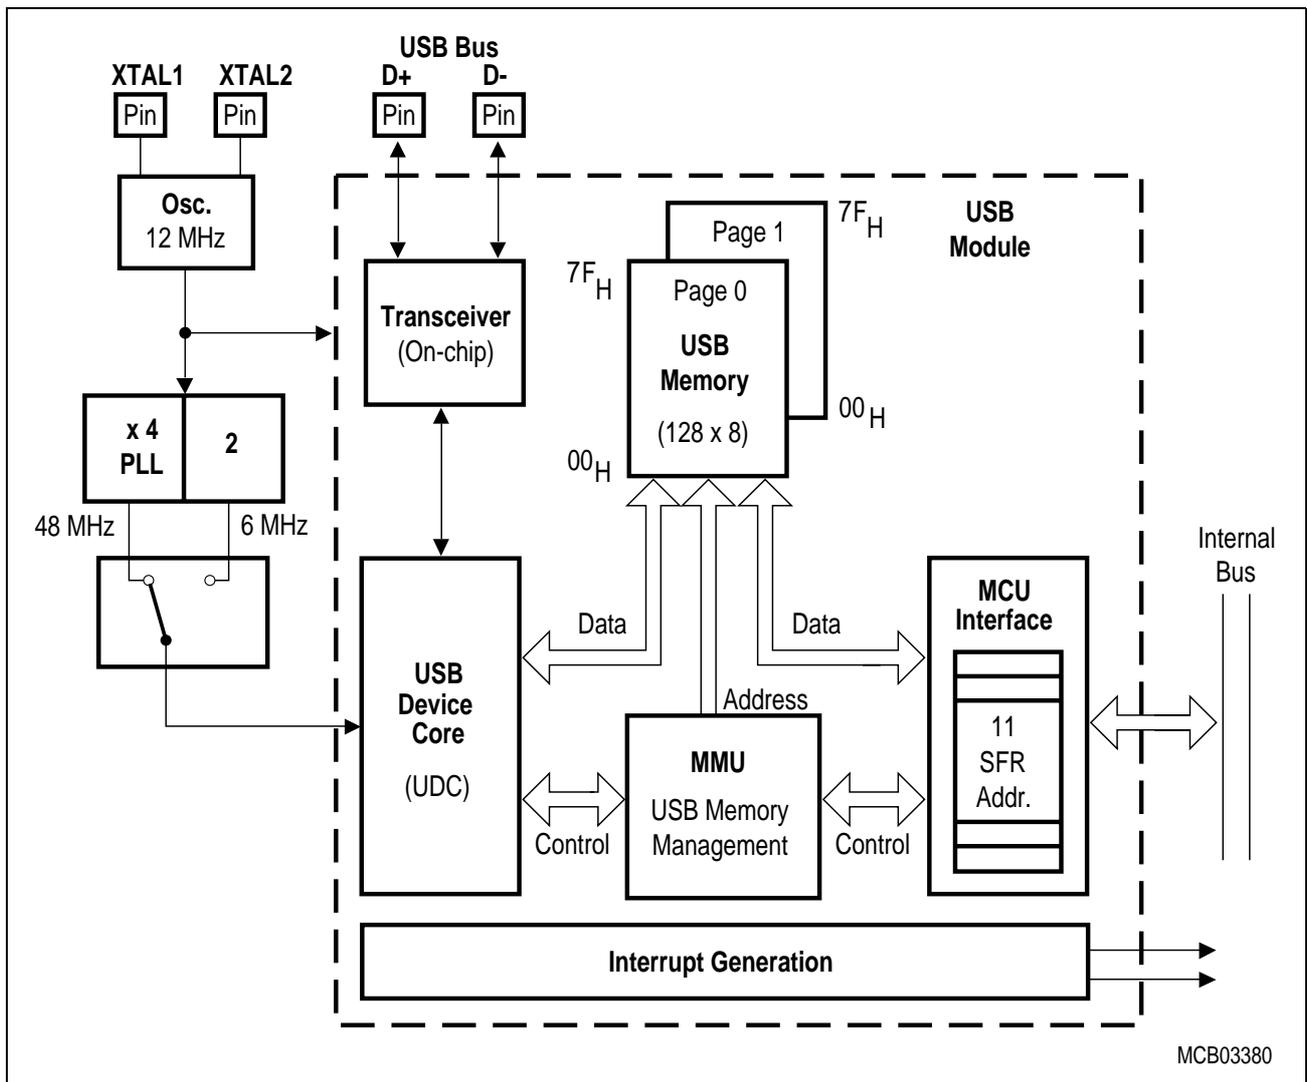 USB Bus
XTAL1 XTAL2 D+ D-
Pin Pin Pin Pin
Osc.
12 MHz
x 4
PLL
2
48 MHz
6 MHz
Transceiver
(On-chip)
Page 1
7FH
00H
USB
Module
7FH
Page 0
USB
Memory
(128 x 8)
00H
Data
Data
Address
USB
Device
Core
(UDC)
Control
MMU
USB Memory
Management
Control
MCU
Interface
11
SFR
Addr.
Internal
Bus
Interrupt Generation
MCB03380